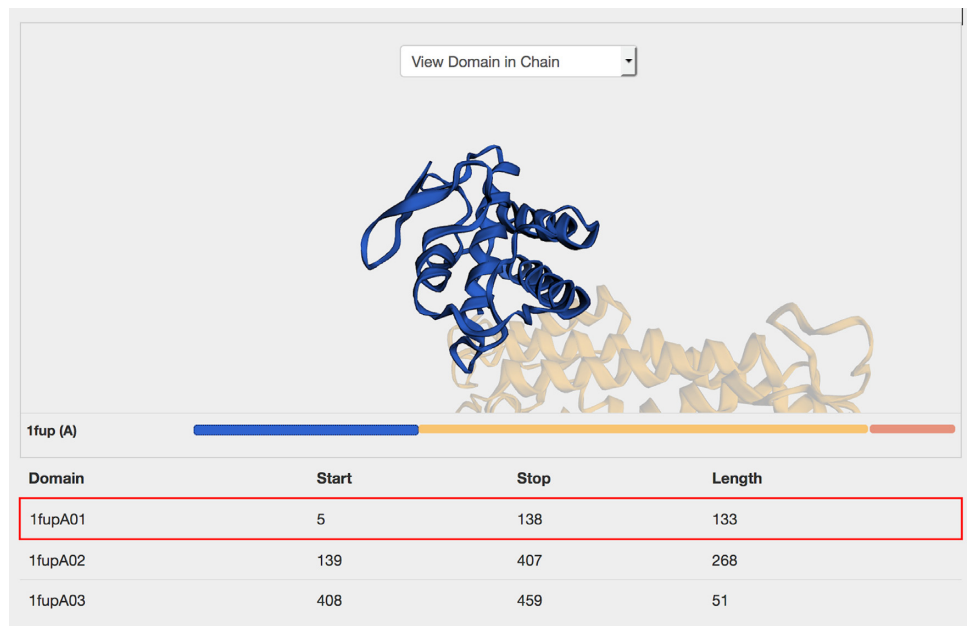 View Domain in Chain
1fup (A)
Domain Start Stop Length
1fupA01 5 138 133
1fupA02 139 407 268
1fupA03 408 459 51